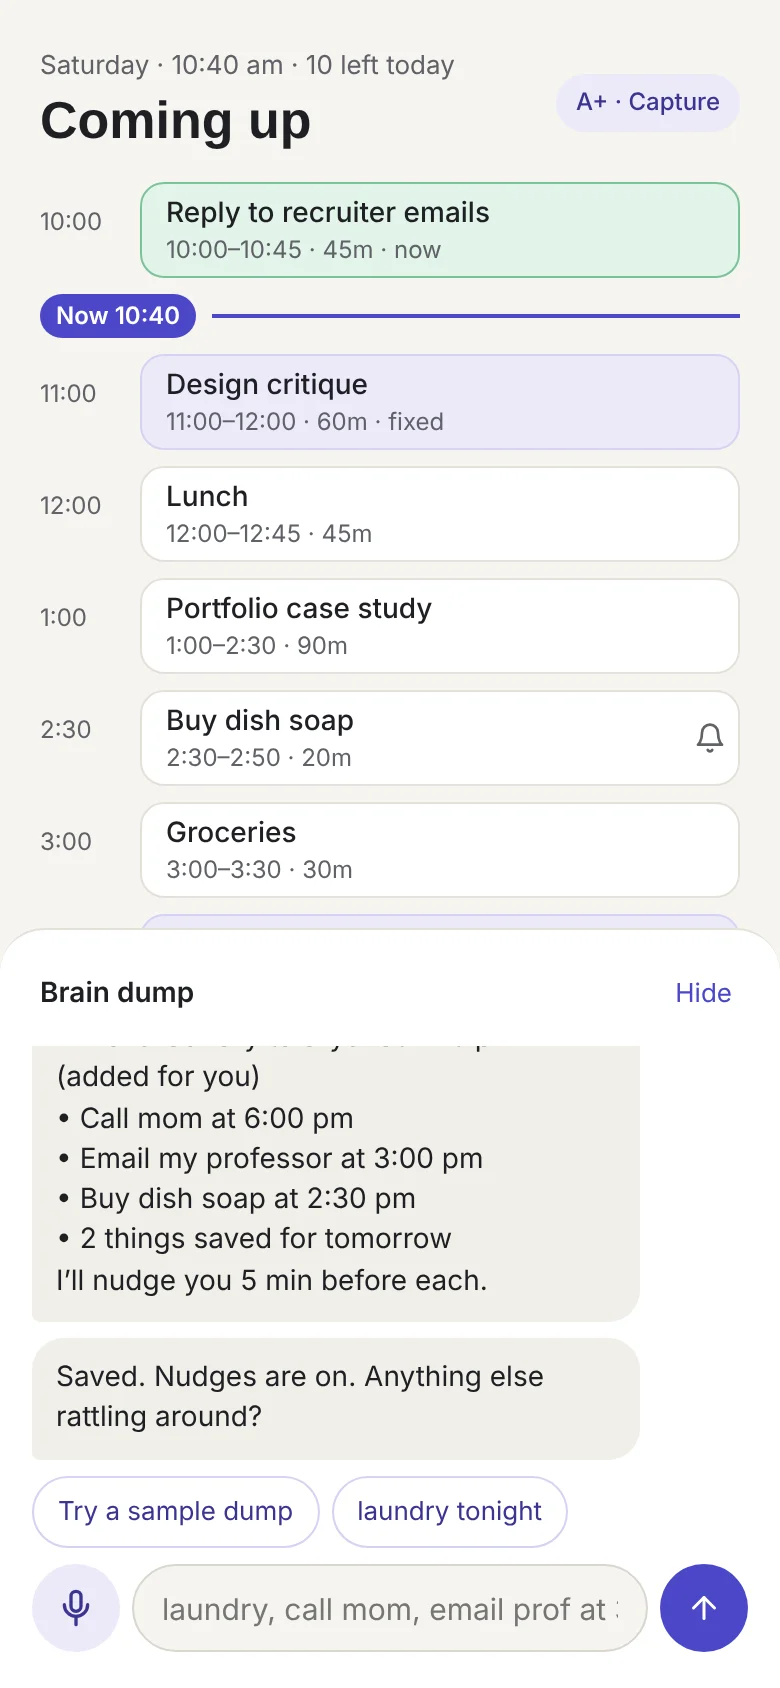 Saturday · 10:40 am · 10 left today
Coming up
A+ · Capture
10:00
Reply to recruiter emails
10:00–10:45 · 45m · now
Now 10:40
11:00
Design critique
11:00–12:00 · 60m · fixed
12:00
Lunch
12:00–12:45 · 45m
1:00
Portfolio case study
1:00–2:30 · 90m
2:30
Buy dish soap
2:30–2:50 · 20m
3:00
Groceries
3:00–3:30 · 30m
Brain dump
Hide
(added for you)
• Call mom at 6:00 pm
• Email my professor at 3:00 pm
• Buy dish soap at 2:30 pm
• 2 things saved for tomorrow
I’ll nudge you 5 min before each.
Saved. Nudges are on. Anything else
rattling around?
Try a sample dump
laundry tonight
laundry, call mom, email prof at